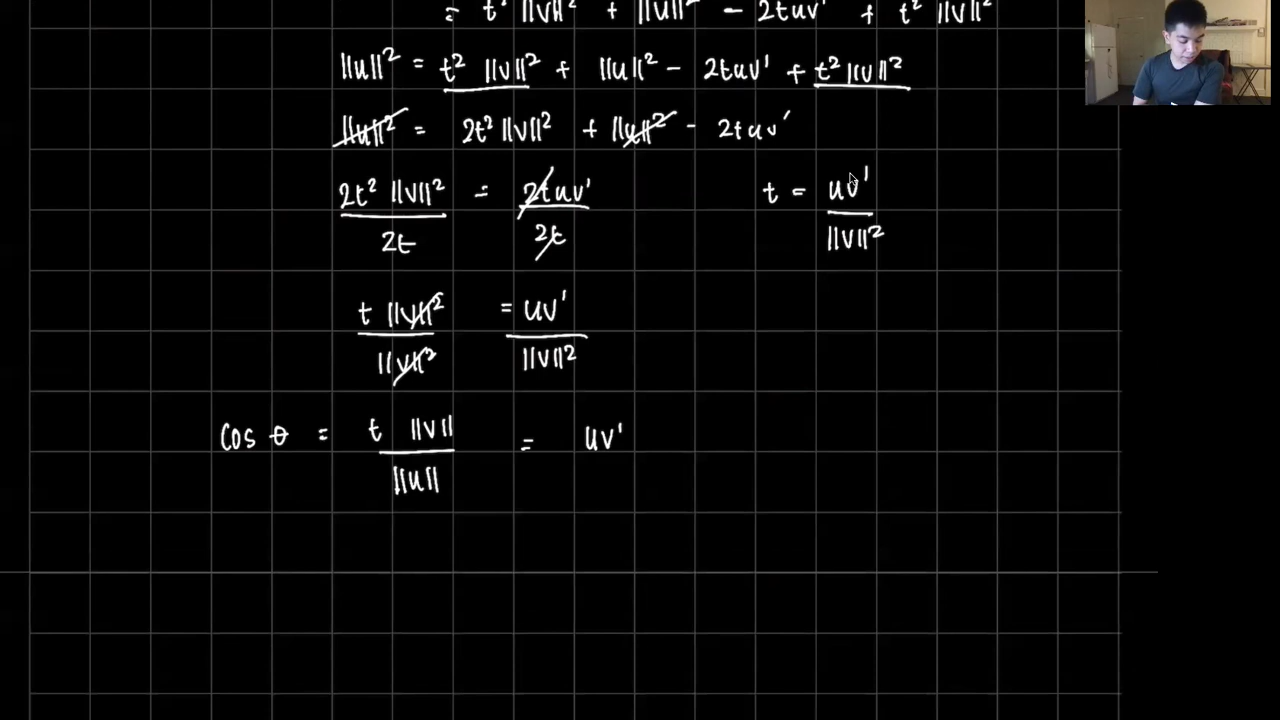 = t² ||v||² + ||u||² - 2tuv' + t² ||v||²
||u||² = t² ||v||² + ||u||² - 2tuv' + t² ||v||²
||u||² = 2t² ||v||² + ||u||² - 2tuv'
2t² ||v||² / 2t = 2tuv' / 2t
t = uv' / ||v||²
t ||v||² / ||v||² = uv' / ||v||²
cos θ = t ||v|| / ||u|| = uv'